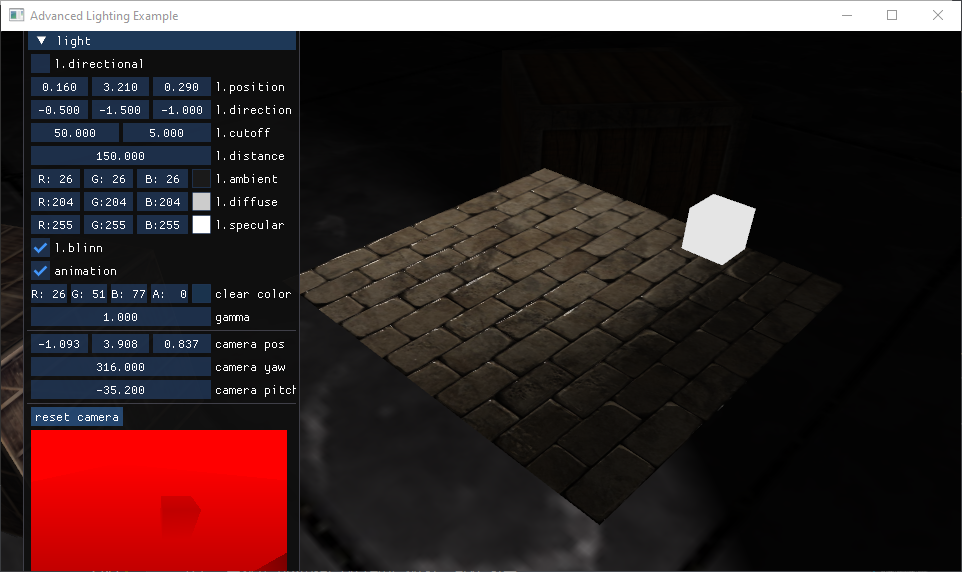 Advanced Lighting Example
light
l.directional
0.160 3.210 0.290 l.position
-0.500 -1.500 -1.000 l.direction
50.000 5.000 l.cutoff
150.000 l.distance
R: 26 G: 26 B: 26 l.ambient
R:204 G:204 B:204 l.diffuse
R:255 G:255 B:255 l.specular
l.blinn
animation
R: 26 G: 51 B: 77 A: 0 clear color
1.000 gamma
-1.093 3.908 0.837 camera pos
316.000 camera yaw
-35.200 camera pitch
reset camera